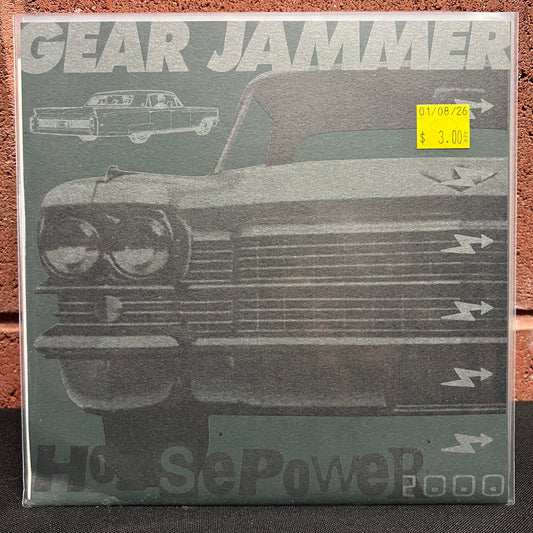 GEAR JAMMER
01/08/26
$ 3.00
HorsePoweR
2000